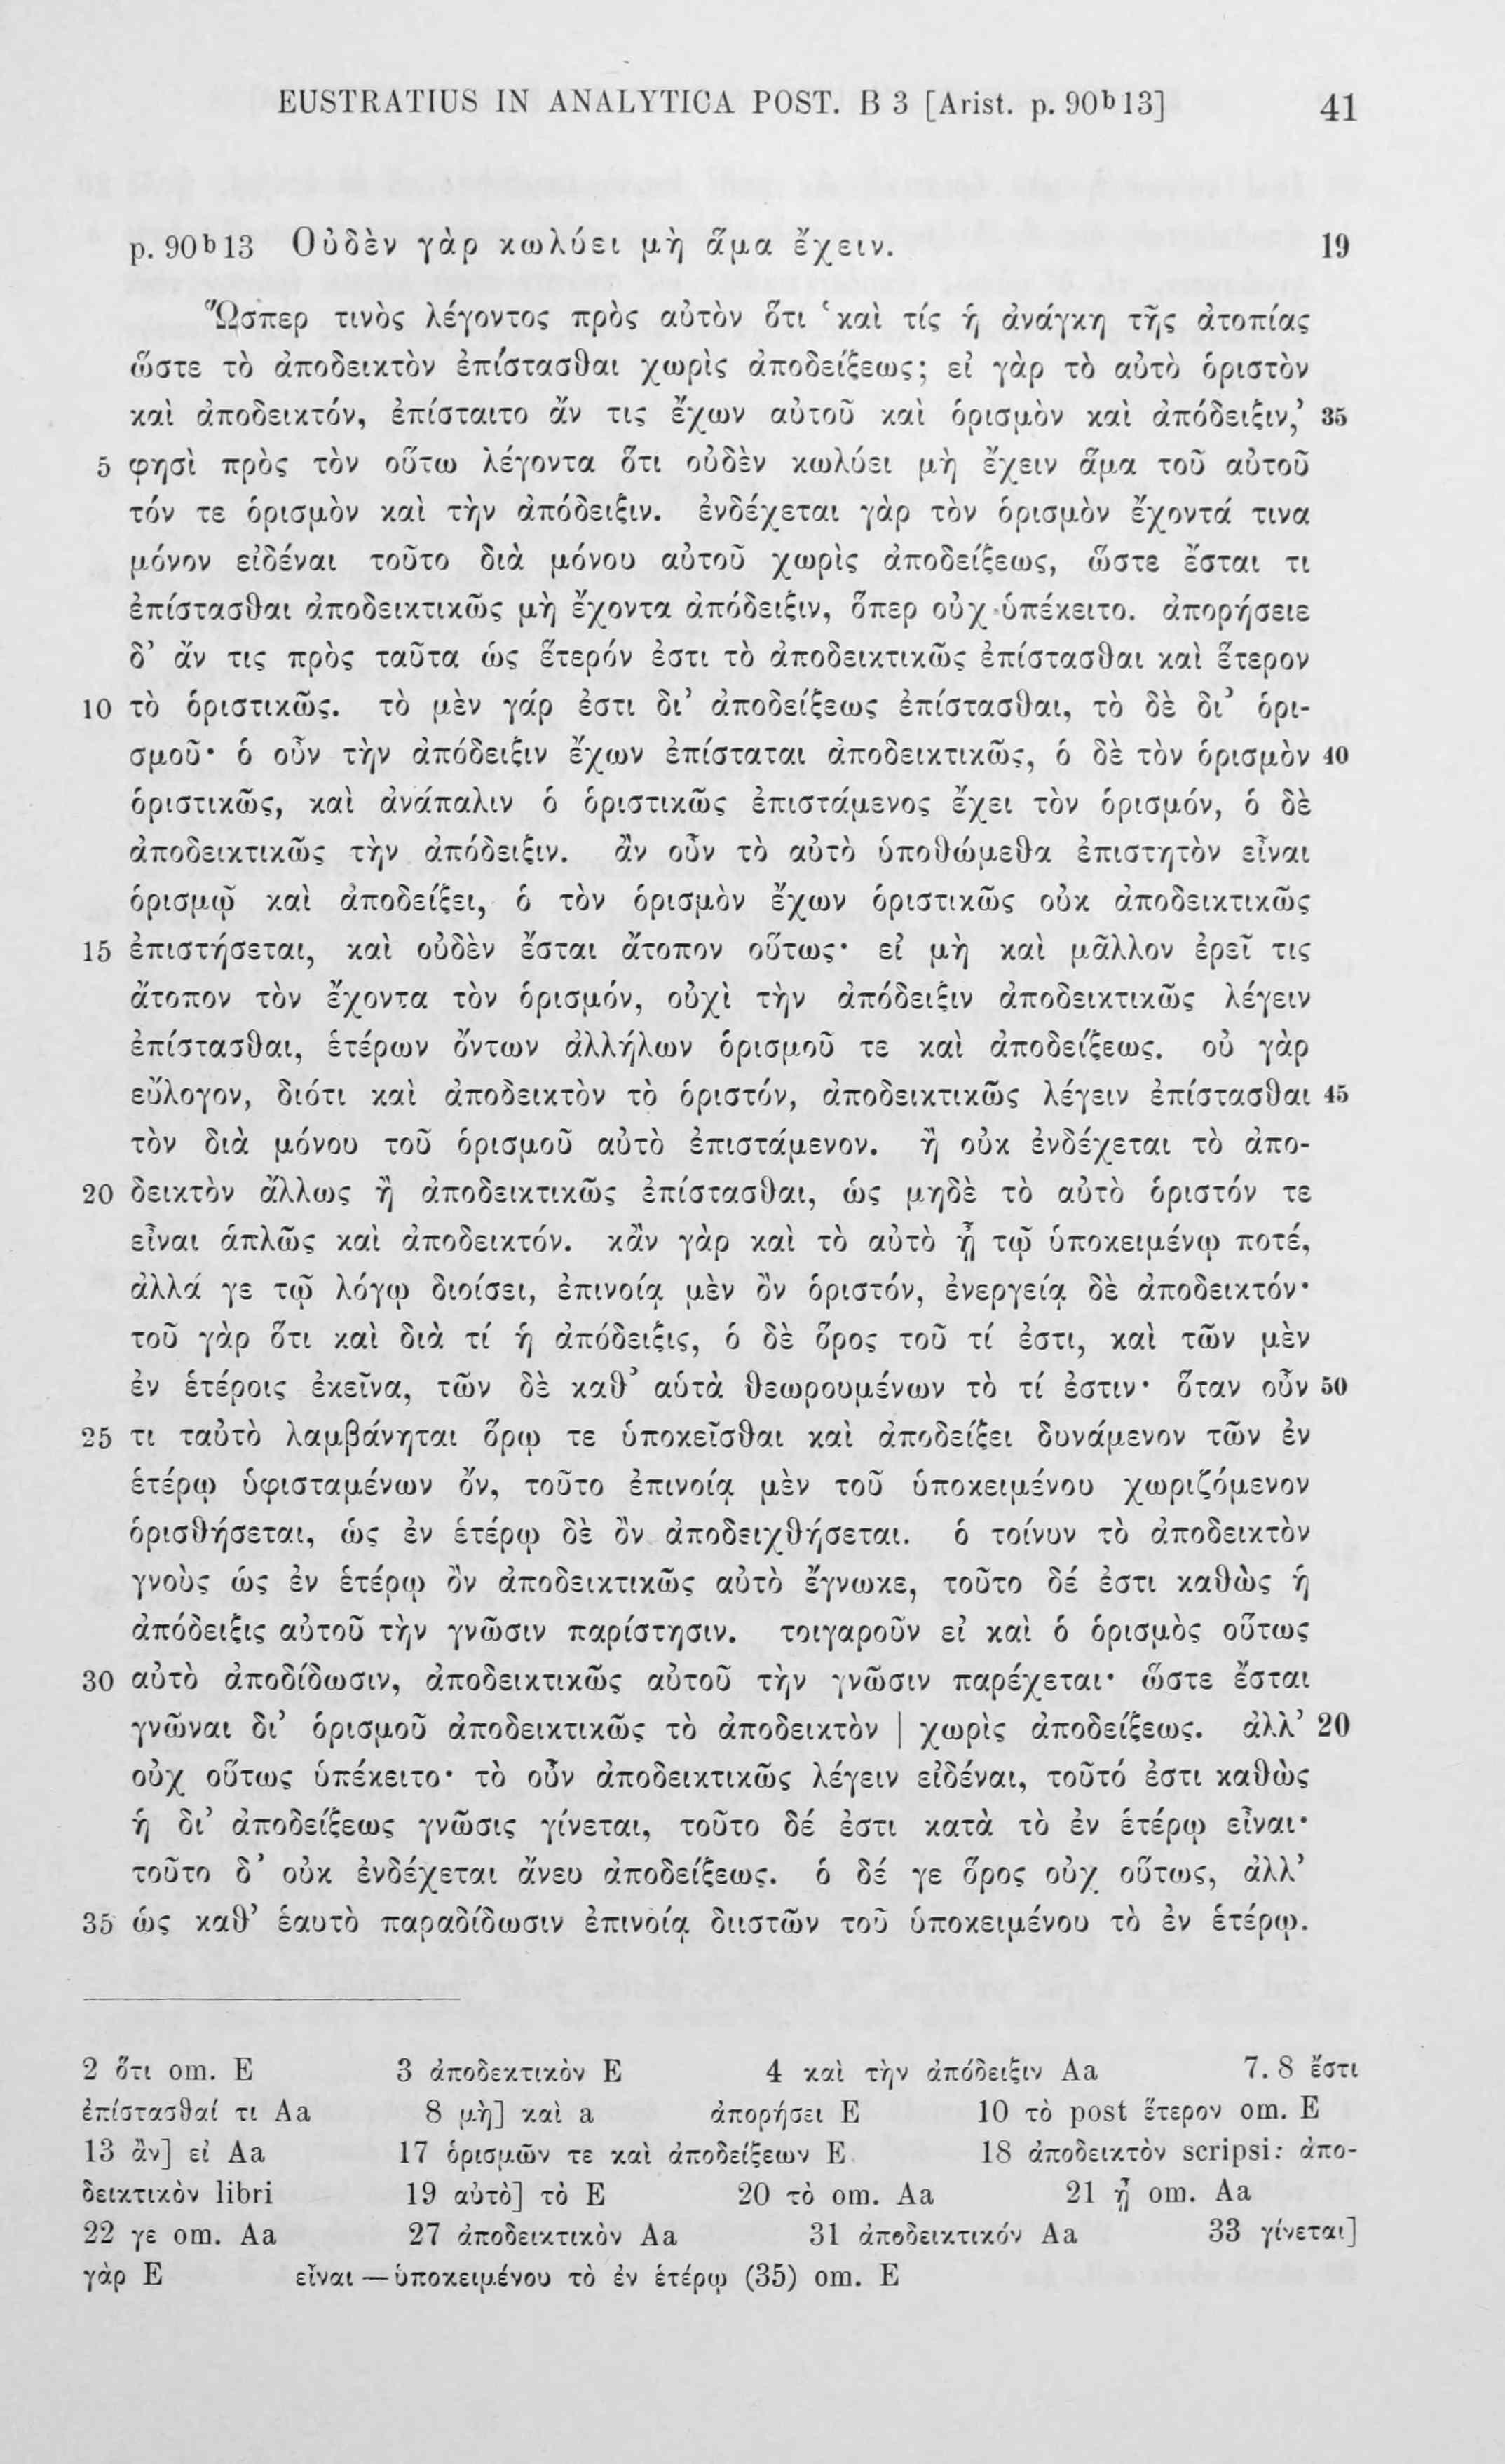 EUSTRATIUS IN ANALYTICA POST. B 3 [Arist. p. 90ᵇ13] 41
p. 90ᵇ13 Οὐδὲν γὰρ κωλύει μὴ ἅμα ἔχειν. 19
Ὥσπερ τινὸς λέγοντος πρὸς αὐτὸν ὅτι ‘καὶ τίς ἡ ἀνάγκη τῆς ἀτοπίας
ὥστε τὸ ἀποδεικτὸν ἐπίστασθαι χωρὶς ἀποδείξεως; εἰ γὰρ τὸ αὐτὸ ὁριστὸν
καὶ ἀποδεικτόν, ἐπίσταιτο ἄν τις ἔχων αὐτοῦ καὶ ὁρισμὸν καὶ ἀπόδειξιν,’ 35
5 φησὶ πρὸς τὸν οὕτω λέγοντα ὅτι οὐδὲν κωλύει μὴ ἔχειν ἅμα τοῦ αὐτοῦ
τόν τε ὁρισμὸν καὶ τὴν ἀπόδειξιν. ἐνδέχεται γὰρ τὸν ὁρισμὸν ἔχοντά τινα
μόνον εἰδέναι τοῦτο διὰ μόνου αὐτοῦ χωρὶς ἀποδείξεως, ὥστε ἔσται τι
ἐπίστασθαι ἀποδεικτικῶς μὴ ἔχοντα ἀπόδειξιν, ὅπερ οὐχ ὑπέκειτο. ἀπορήσειε
δ’ ἄν τις πρὸς ταῦτα ὡς ἕτερόν ἐστι τὸ ἀποδεικτικῶς ἐπίστασθαι καὶ ἕτερον
10 τὸ ὁριστικῶς. τὸ μὲν γάρ ἐστι δι’ ἀποδείξεως ἐπίστασθαι, τὸ δὲ δι’ ὁρι-
σμοῦ· ὁ οὖν τὴν ἀπόδειξιν ἔχων ἐπίσταται ἀποδεικτικῶς, ὁ δὲ τὸν ὁρισμὸν 40
ὁριστικῶς, καὶ ἀνάπαλιν ὁ ὁριστικῶς ἐπιστάμενος ἔχει τὸν ὁρισμόν, ὁ δὲ
ἀποδεικτικῶς τὴν ἀπόδειξιν. ἂν οὖν τὸ αὐτὸ ὑποθώμεθα ἐπιστητὸν εἶναι
ὁρισμῷ καὶ ἀποδείξει, ὁ τὸν ὁρισμὸν ἔχων ὁριστικῶς οὐκ ἀποδεικτικῶς
15 ἐπιστήσεται, καὶ οὐδὲν ἔσται ἄτοπον οὕτως· εἰ μὴ καὶ μᾶλλον ἐρεῖ τις
ἄτοπον τὸν ἔχοντα τὸν ὁρισμόν, οὐχὶ τὴν ἀπόδειξιν ἀποδεικτικῶς λέγειν
ἐπίστασθαι, ἑτέρων ὄντων ἀλλήλων ὁρισμοῦ τε καὶ ἀποδείξεως. οὐ γὰρ
εὔλογον, διότι καὶ ἀποδεικτὸν τὸ ὁριστόν, ἀποδεικτικῶς λέγειν ἐπίστασθαι 45
τὸν διὰ μόνου τοῦ ὁρισμοῦ αὐτὸ ἐπιστάμενον. ἢ οὐκ ἐνδέχεται τὸ ἀπο-
20 δεικτὸν ἄλλως ἢ ἀποδεικτικῶς ἐπίστασθαι, ὡς μηδὲ τὸ αὐτὸ ὁριστόν τε
εἶναι ἁπλῶς καὶ ἀποδεικτόν. κἂν γὰρ καὶ τὸ αὐτὸ ᾖ τῷ ὑποκειμένῳ ποτέ,
ἀλλά γε τῷ λόγῳ διοίσει, ἐπινοίᾳ μὲν ὂν ὁριστόν, ἐνεργείᾳ δὲ ἀποδεικτόν·
τοῦ γὰρ ὅτι καὶ διὰ τί ἡ ἀπόδειξις, ὁ δὲ ὅρος τοῦ τί ἐστι, καὶ τῶν μὲν
ἐν ἑτέροις ἐκεῖνα, τῶν δὲ καθ’ αὑτὰ θεωρουμένων τὸ τί ἐστιν· ὅταν οὖν 50
25 τι ταὐτὸ λαμβάνηται ὅρῳ τε ὑποκεῖσθαι καὶ ἀποδείξει δυνάμενον τῶν ἐν
ἑτέρῳ ὑφισταμένων ὄν, τοῦτο ἐπινοίᾳ μὲν τοῦ ὑποκειμένου χωριζόμενον
ὁρισθήσεται, ὡς ἐν ἑτέρῳ δὲ ὂν ἀποδειχθήσεται. ὁ τοίνυν τὸ ἀποδεικτὸν
γνοὺς ὡς ἐν ἑτέρῳ ὂν ἀποδεικτικῶς αὐτὸ ἔγνωκε, τοῦτο δέ ἐστι καθὼς ἡ
ἀπόδειξις αὐτοῦ τὴν γνῶσιν παρίστησιν. τοιγαροῦν εἰ καὶ ὁ ὁρισμὸς οὕτως
30 αὐτὸ ἀποδίδωσιν, ἀποδεικτικῶς αὐτοῦ τὴν γνῶσιν παρέχεται· ὥστε ἔσται
γνῶναι δι’ ὁρισμοῦ ἀποδεικτικῶς τὸ ἀποδεικτὸν | χωρὶς ἀποδείξεως. ἀλλ’ 20
οὐχ οὕτως ὑπέκειτο· τὸ οὖν ἀποδεικτικῶς λέγειν εἰδέναι, τοῦτό ἐστι καθὼς
ἡ δι’ ἀποδείξεως γνῶσις γίνεται, τοῦτο δέ ἐστι κατὰ τὸ ἐν ἑτέρῳ εἶναι·
τοῦτο δ’ οὐκ ἐνδέχεται ἄνευ ἀποδείξεως. ὁ δέ γε ὅρος οὐχ οὕτως, ἀλλ’
35 ὡς καθ’ ἑαυτὸ παραδίδωσιν ἐπινοίᾳ διιστῶν τοῦ ὑποκειμένου τὸ ἐν ἑτέρῳ.
2 ὅτι om. E 3 ἀποδεκτικὸν E 4 καὶ τὴν ἀπόδειξιν Aa 7. 8 ἔστι
ἐπίστασθαί τι Aa 8 μὴ] καὶ a ἀπορήσει E 10 τὸ post ἕτερον om. E
13 ἂν] εἰ Aa 17 ὁρισμῶν τε καὶ ἀποδείξεων E 18 ἀποδεικτὸν scripsi: ἀπο-
δεικτικὸν libri 19 αὐτὸ] τὸ E 20 τὸ om. Aa 21 ᾖ om. Aa
22 γε om. Aa 27 ἀποδεικτικὸν Aa 31 ἀποδεικτικόν Aa 33 γίνεται]
γὰρ E εἶναι — ὑποκειμένου τὸ ἐν ἑτέρῳ (35) om. E